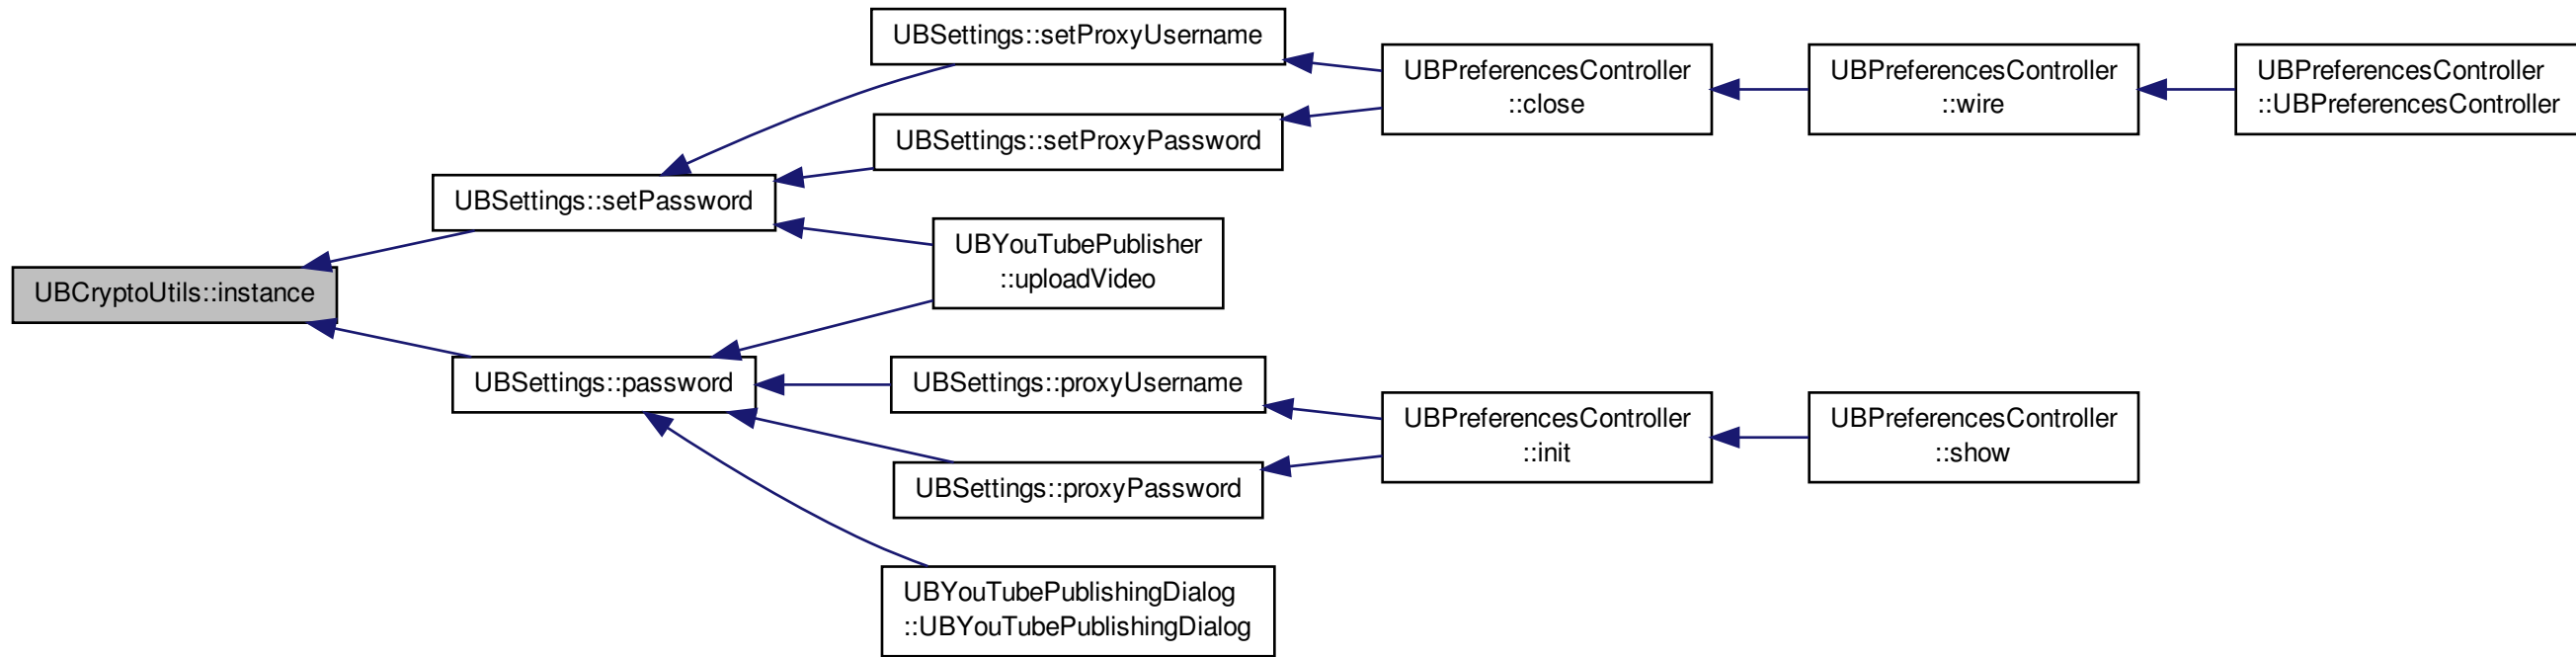 UBSettings::setProxyUsername
UBPreferencesController
::close
UBPreferencesController
::wire
UBPreferencesController
::UBPreferencesController
UBSettings::setProxyPassword
UBSettings::setPassword
UBYouTubePublisher
::uploadVideo
UBCryptoUtils::instance
UBSettings::password
UBSettings::proxyUsername
UBPreferencesController
::init
UBPreferencesController
::show
UBSettings::proxyPassword
UBYouTubePublishingDialog
::UBYouTubePublishingDialog